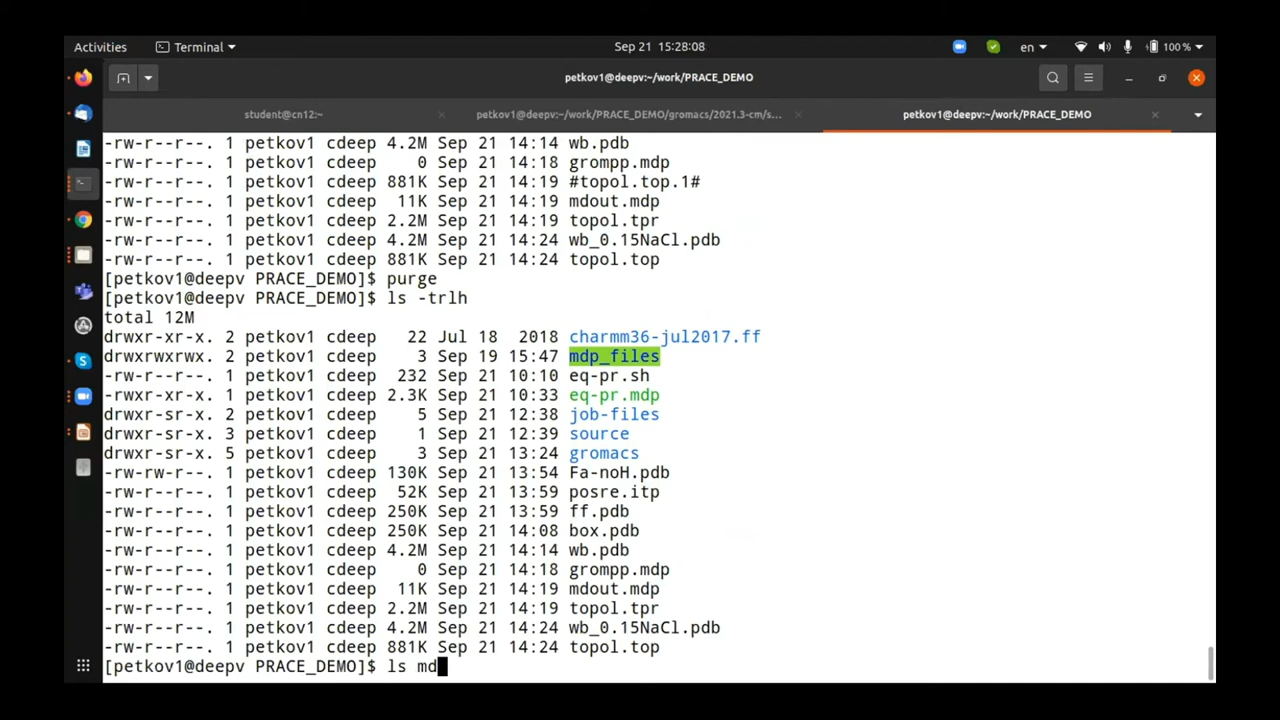 Activities Terminal Sep 21 15:28:08 en 100 %
petkov1@deepv:~/work/PRACE_DEMO
student@cn12:~ petkov1@deepv:~/work/PRACE_DEMO/gromacs/2021.3-cm/s... petkov1@deepv:~/work/PRACE_DEMO
-rw-r--r--. 1 petkov1 cdeep 4.2M Sep 21 14:14 wb.pdb
-rw-r--r--. 1 petkov1 cdeep 0 Sep 21 14:18 grompp.mdp
-rw-r--r--. 1 petkov1 cdeep 881K Sep 21 14:19 #topol.top.1#
-rw-r--r--. 1 petkov1 cdeep 11K Sep 21 14:19 mdout.mdp
-rw-r--r--. 1 petkov1 cdeep 2.2M Sep 21 14:19 topol.tpr
-rw-r--r--. 1 petkov1 cdeep 4.2M Sep 21 14:24 wb_0.15NaCl.pdb
-rw-r--r--. 1 petkov1 cdeep 881K Sep 21 14:24 topol.top
[petkov1@deepv PRACE_DEMO]$ purge
[petkov1@deepv PRACE_DEMO]$ ls -trlh
total 12M
drwxr-xr-x. 2 petkov1 cdeep 22 Jul 18 2018 charmm36-jul2017.ff
drwxrwxrwx. 2 petkov1 cdeep 3 Sep 19 15:47 mdp_files
-rw-r--r--. 1 petkov1 cdeep 232 Sep 21 10:10 eq-pr.sh
-rwxr-xr-x. 1 petkov1 cdeep 2.3K Sep 21 10:33 eq-pr.mdp
drwxr-sr-x. 2 petkov1 cdeep 5 Sep 21 12:38 job-files
drwxr-sr-x. 3 petkov1 cdeep 1 Sep 21 12:39 source
drwxr-sr-x. 5 petkov1 cdeep 3 Sep 21 13:24 gromacs
-rw-rw-r--. 1 petkov1 cdeep 130K Sep 21 13:54 Fa-noH.pdb
-rw-r--r--. 1 petkov1 cdeep 52K Sep 21 13:59 posre.itp
-rw-r--r--. 1 petkov1 cdeep 250K Sep 21 13:59 ff.pdb
-rw-r--r--. 1 petkov1 cdeep 250K Sep 21 14:08 box.pdb
-rw-r--r--. 1 petkov1 cdeep 4.2M Sep 21 14:14 wb.pdb
-rw-r--r--. 1 petkov1 cdeep 0 Sep 21 14:18 grompp.mdp
-rw-r--r--. 1 petkov1 cdeep 11K Sep 21 14:19 mdout.mdp
-rw-r--r--. 1 petkov1 cdeep 2.2M Sep 21 14:19 topol.tpr
-rw-r--r--. 1 petkov1 cdeep 4.2M Sep 21 14:24 wb_0.15NaCl.pdb
-rw-r--r--. 1 petkov1 cdeep 881K Sep 21 14:24 topol.top
[petkov1@deepv PRACE_DEMO]$ ls md